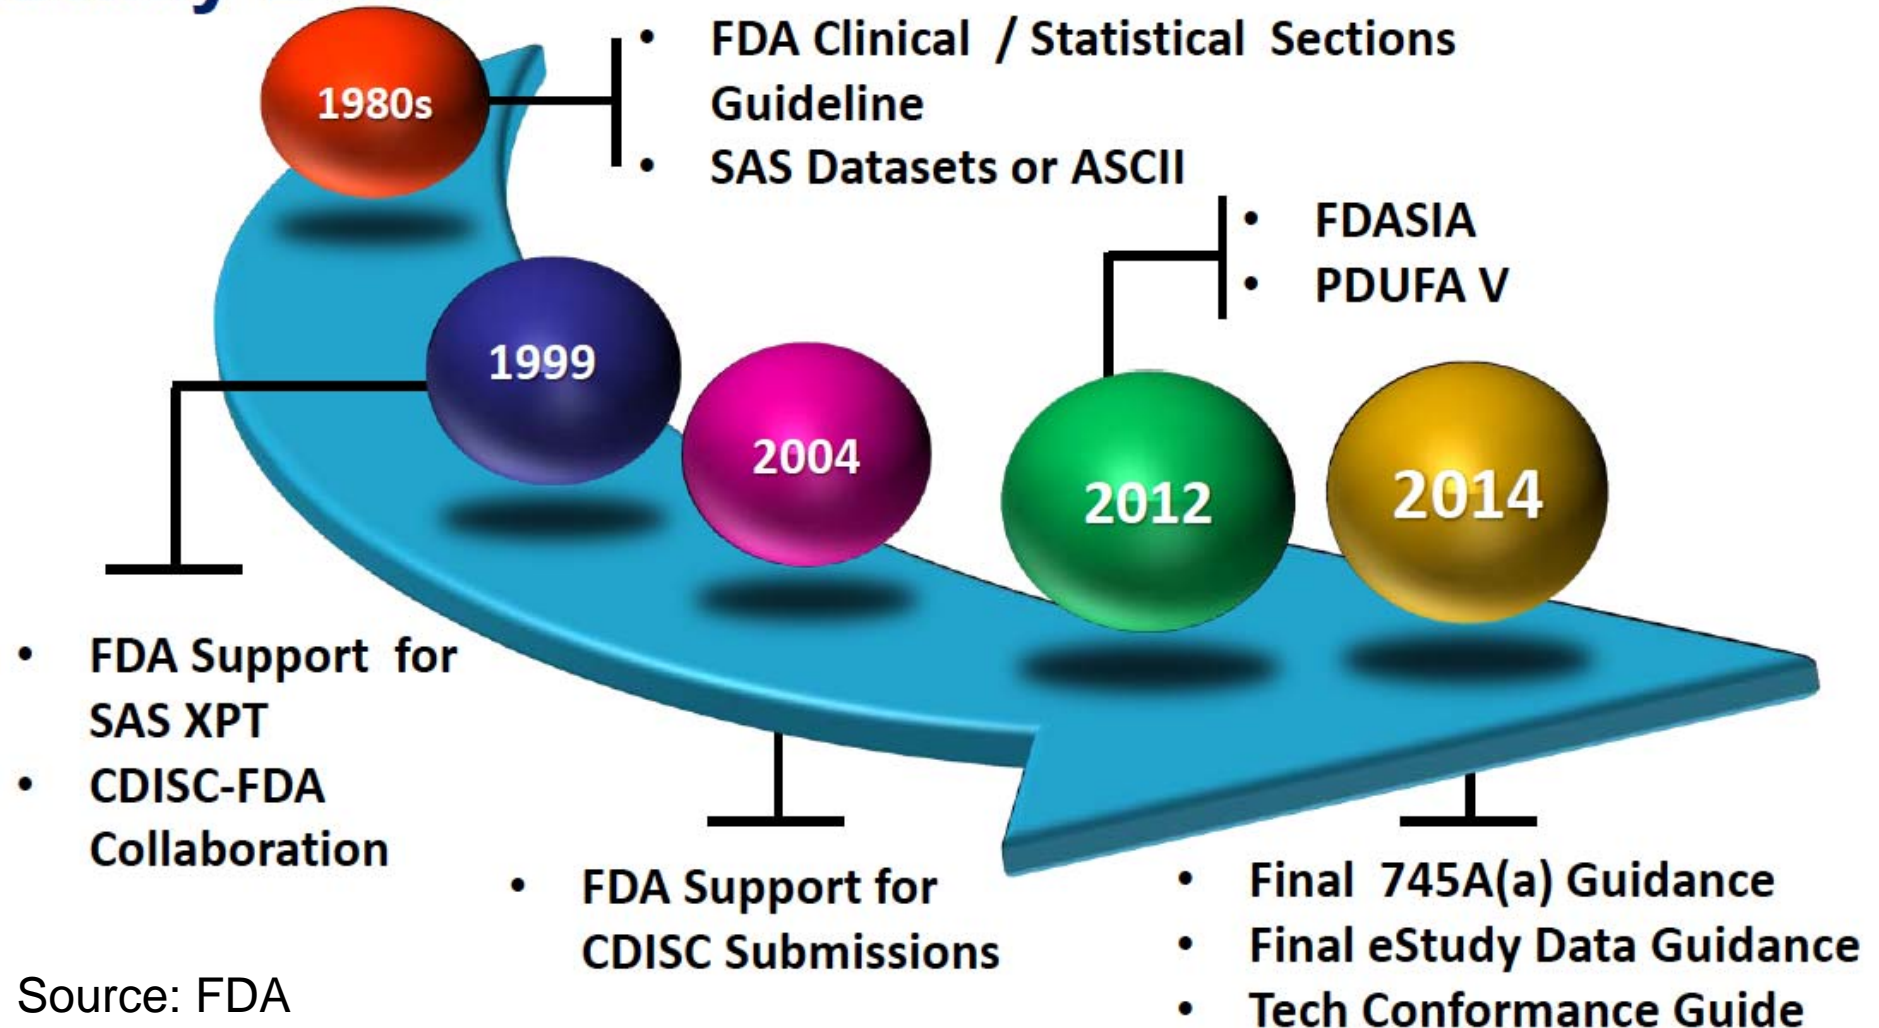 1980s
• FDA Clinical / Statistical Sections
Guideline
• SAS Datasets or ASCII
• FDASIA
• PDUFA V
1999
2004
2012
2014
• FDA Support for
SAS XPT
• CDISC-FDA
Collaboration
• FDA Support for
CDISC Submissions
• Final 745A(a) Guidance
• Final eStudy Data Guidance
• Tech Conformance Guide
Source: FDA